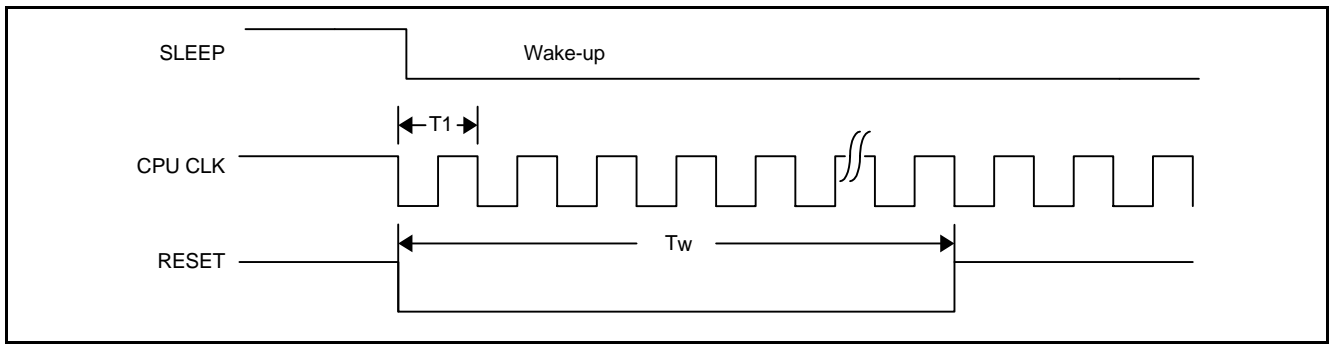 SLEEP
Wake-up
T1
CPU CLK
Tw
RESET